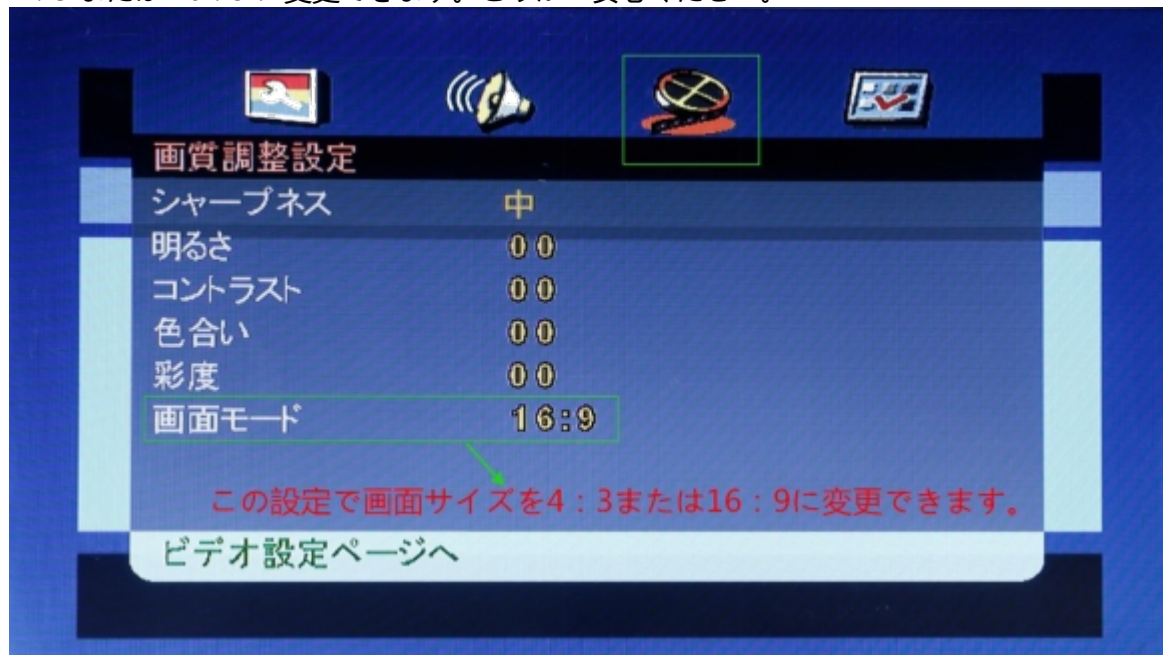 画質調整設定
シャープネス 中
明るさ 00
コントラスト 00
色合い 00
彩度 00
画面モード 16:9
この設定で画面サイズを4：3または16：9に変更できます。
ビデオ設定ページへ